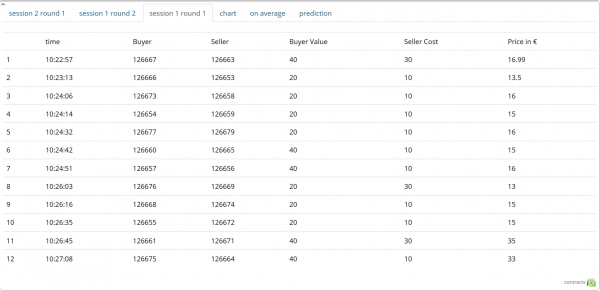 session 2 round 1 session 1 round 2 session 1 round 1 chart on average prediction
time Buyer Seller Buyer Value Seller Cost Price in €
1 10:22:57 126667 126663 40 30 16.99
2 10:23:13 126666 126653 20 10 13.5
3 10:24:06 126673 126658 20 10 16
4 10:24:14 126654 126659 20 10 15
5 10:24:32 126677 126679 20 10 16
6 10:24:42 126660 126665 40 10 15
7 10:24:51 126657 126656 40 10 16
8 10:26:03 126676 126669 20 30 13
9 10:26:16 126668 126674 20 10 15
10 10:26:35 126655 126672 20 10 15
11 10:26:45 126661 126671 40 30 35
12 10:27:08 126675 126664 40 10 33
contracts